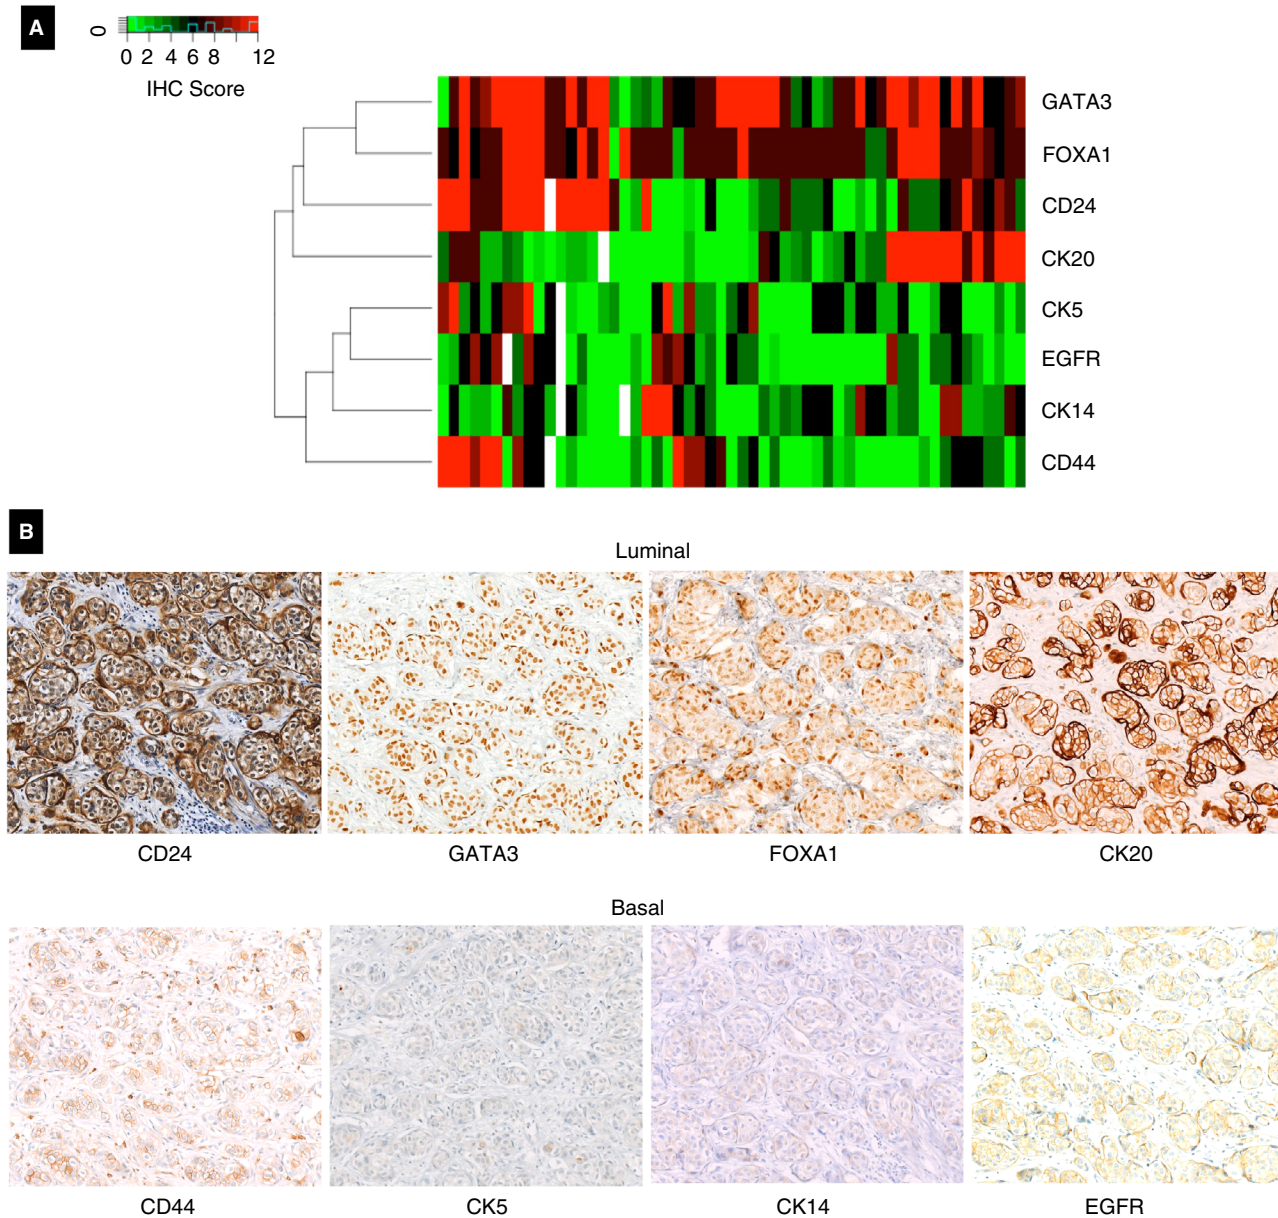 A
0
0 2 4 6 8 12
IHC Score
GATA3
FOXA1
CD24
CK20
CK5
EGFR
CK14
CD44
B
Luminal
CD24 GATA3 FOXA1 CK20
Basal
CD44 CK5 CK14 EGFR